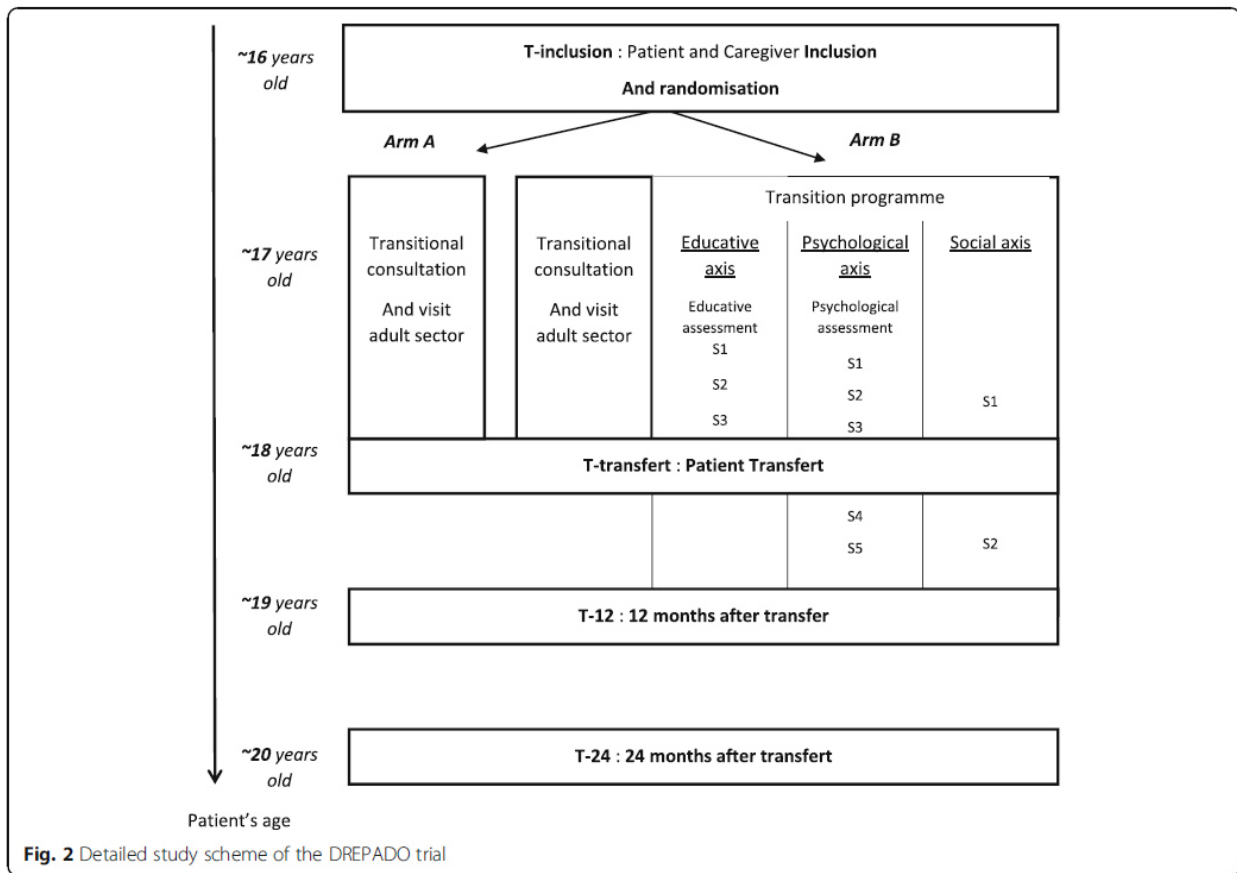 ~16 years
old
T-inclusion : Patient and Caregiver Inclusion
And randomisation
Arm A
Arm B
~17 years
old
Transitional
consultation
And visit
adult sector
Transitional
consultation
And visit
adult sector
Transition programme
Educative
axis
Educative
assessment
S1
S2
S3
Psychological
axis
Psychological
assessment
S1
S2
S3
Social axis
S1
~18 years
old
T-transfert : Patient Transfert
S4
S5
S2
~19 years
old
T-12 : 12 months after transfer
~20 years
old
T-24 : 24 months after transfert
Patient's age
Fig. 2 Detailed study scheme of the DREPADO trial